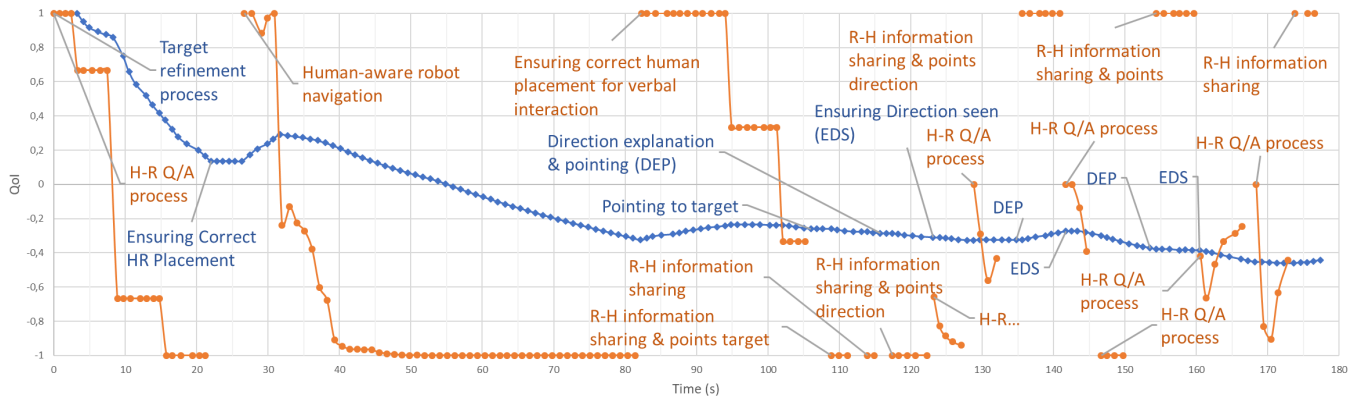 1
0,8
0,6
0,4
0,2
0
-0,2
-0,4
-0,6
-0,8
-1
QoI
0
10
20
30
40
50
60
70
80
90
100
110
120
130
140
150
160
170
180
Time (s)
Target
refinement
process
H-R Q/A
process
Ensuring Correct
HR Placement
Human-aware robot
navigation
Ensuring correct human
placement for verbal
interaction
Direction explanation
& pointing (DEP)
Pointing to target
R-H information
sharing
R-H information
sharing & points target
R-H information
sharing & points
direction
R-H information
sharing & points
direction
Ensuring Direction seen
(EDS)
H-R Q/A
process
H-R...
DEP
EDS
R-H information
sharing & points
H-R Q/A process
DEP
EDS
H-R Q/A
process
H-R Q/A
process
R-H information
sharing
H-R Q/A process